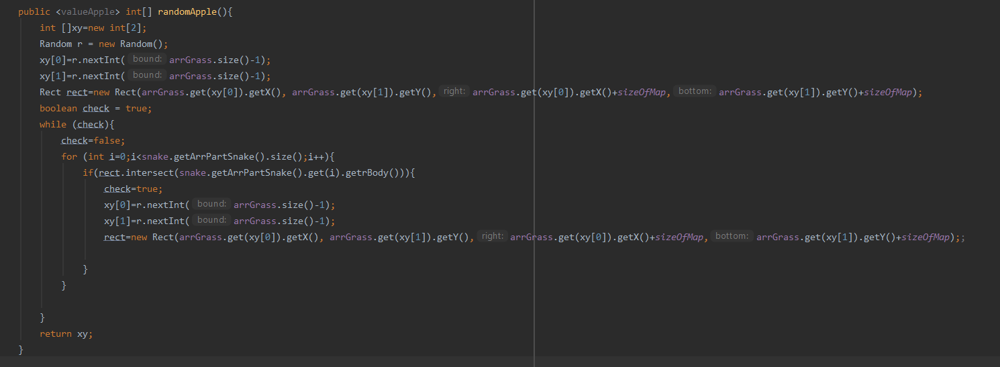 public <valueApple> int[] randomApple(){
int []xy=new int[2];
Random r = new Random();
xy[0]=r.nextInt( bound: arrGrass.size()-1);
xy[1]=r.nextInt( bound: arrGrass.size()-1);
Rect rect=new Rect(arrGrass.get(xy[0]).getX(), arrGrass.get(xy[1]).getY(), right: arrGrass.get(xy[0]).getX()+sizeOfMap, bottom: arrGrass.get(xy[1]).getY()+sizeOfMap);
boolean check = true;
while (check){
check=false;
for (int i=0;i<snake.getArrPartSnake().size();i++){
if(rect.intersect(snake.getArrPartSnake().get(i).getrBody())){
check=true;
xy[0]=r.nextInt( bound: arrGrass.size()-1);
xy[1]=r.nextInt( bound: arrGrass.size()-1);
rect=new Rect(arrGrass.get(xy[0]).getX(), arrGrass.get(xy[1]).getY(), right: arrGrass.get(xy[0]).getX()+sizeOfMap, bottom: arrGrass.get(xy[1]).getY()+sizeOfMap);;
}
}
}
return xy;
}